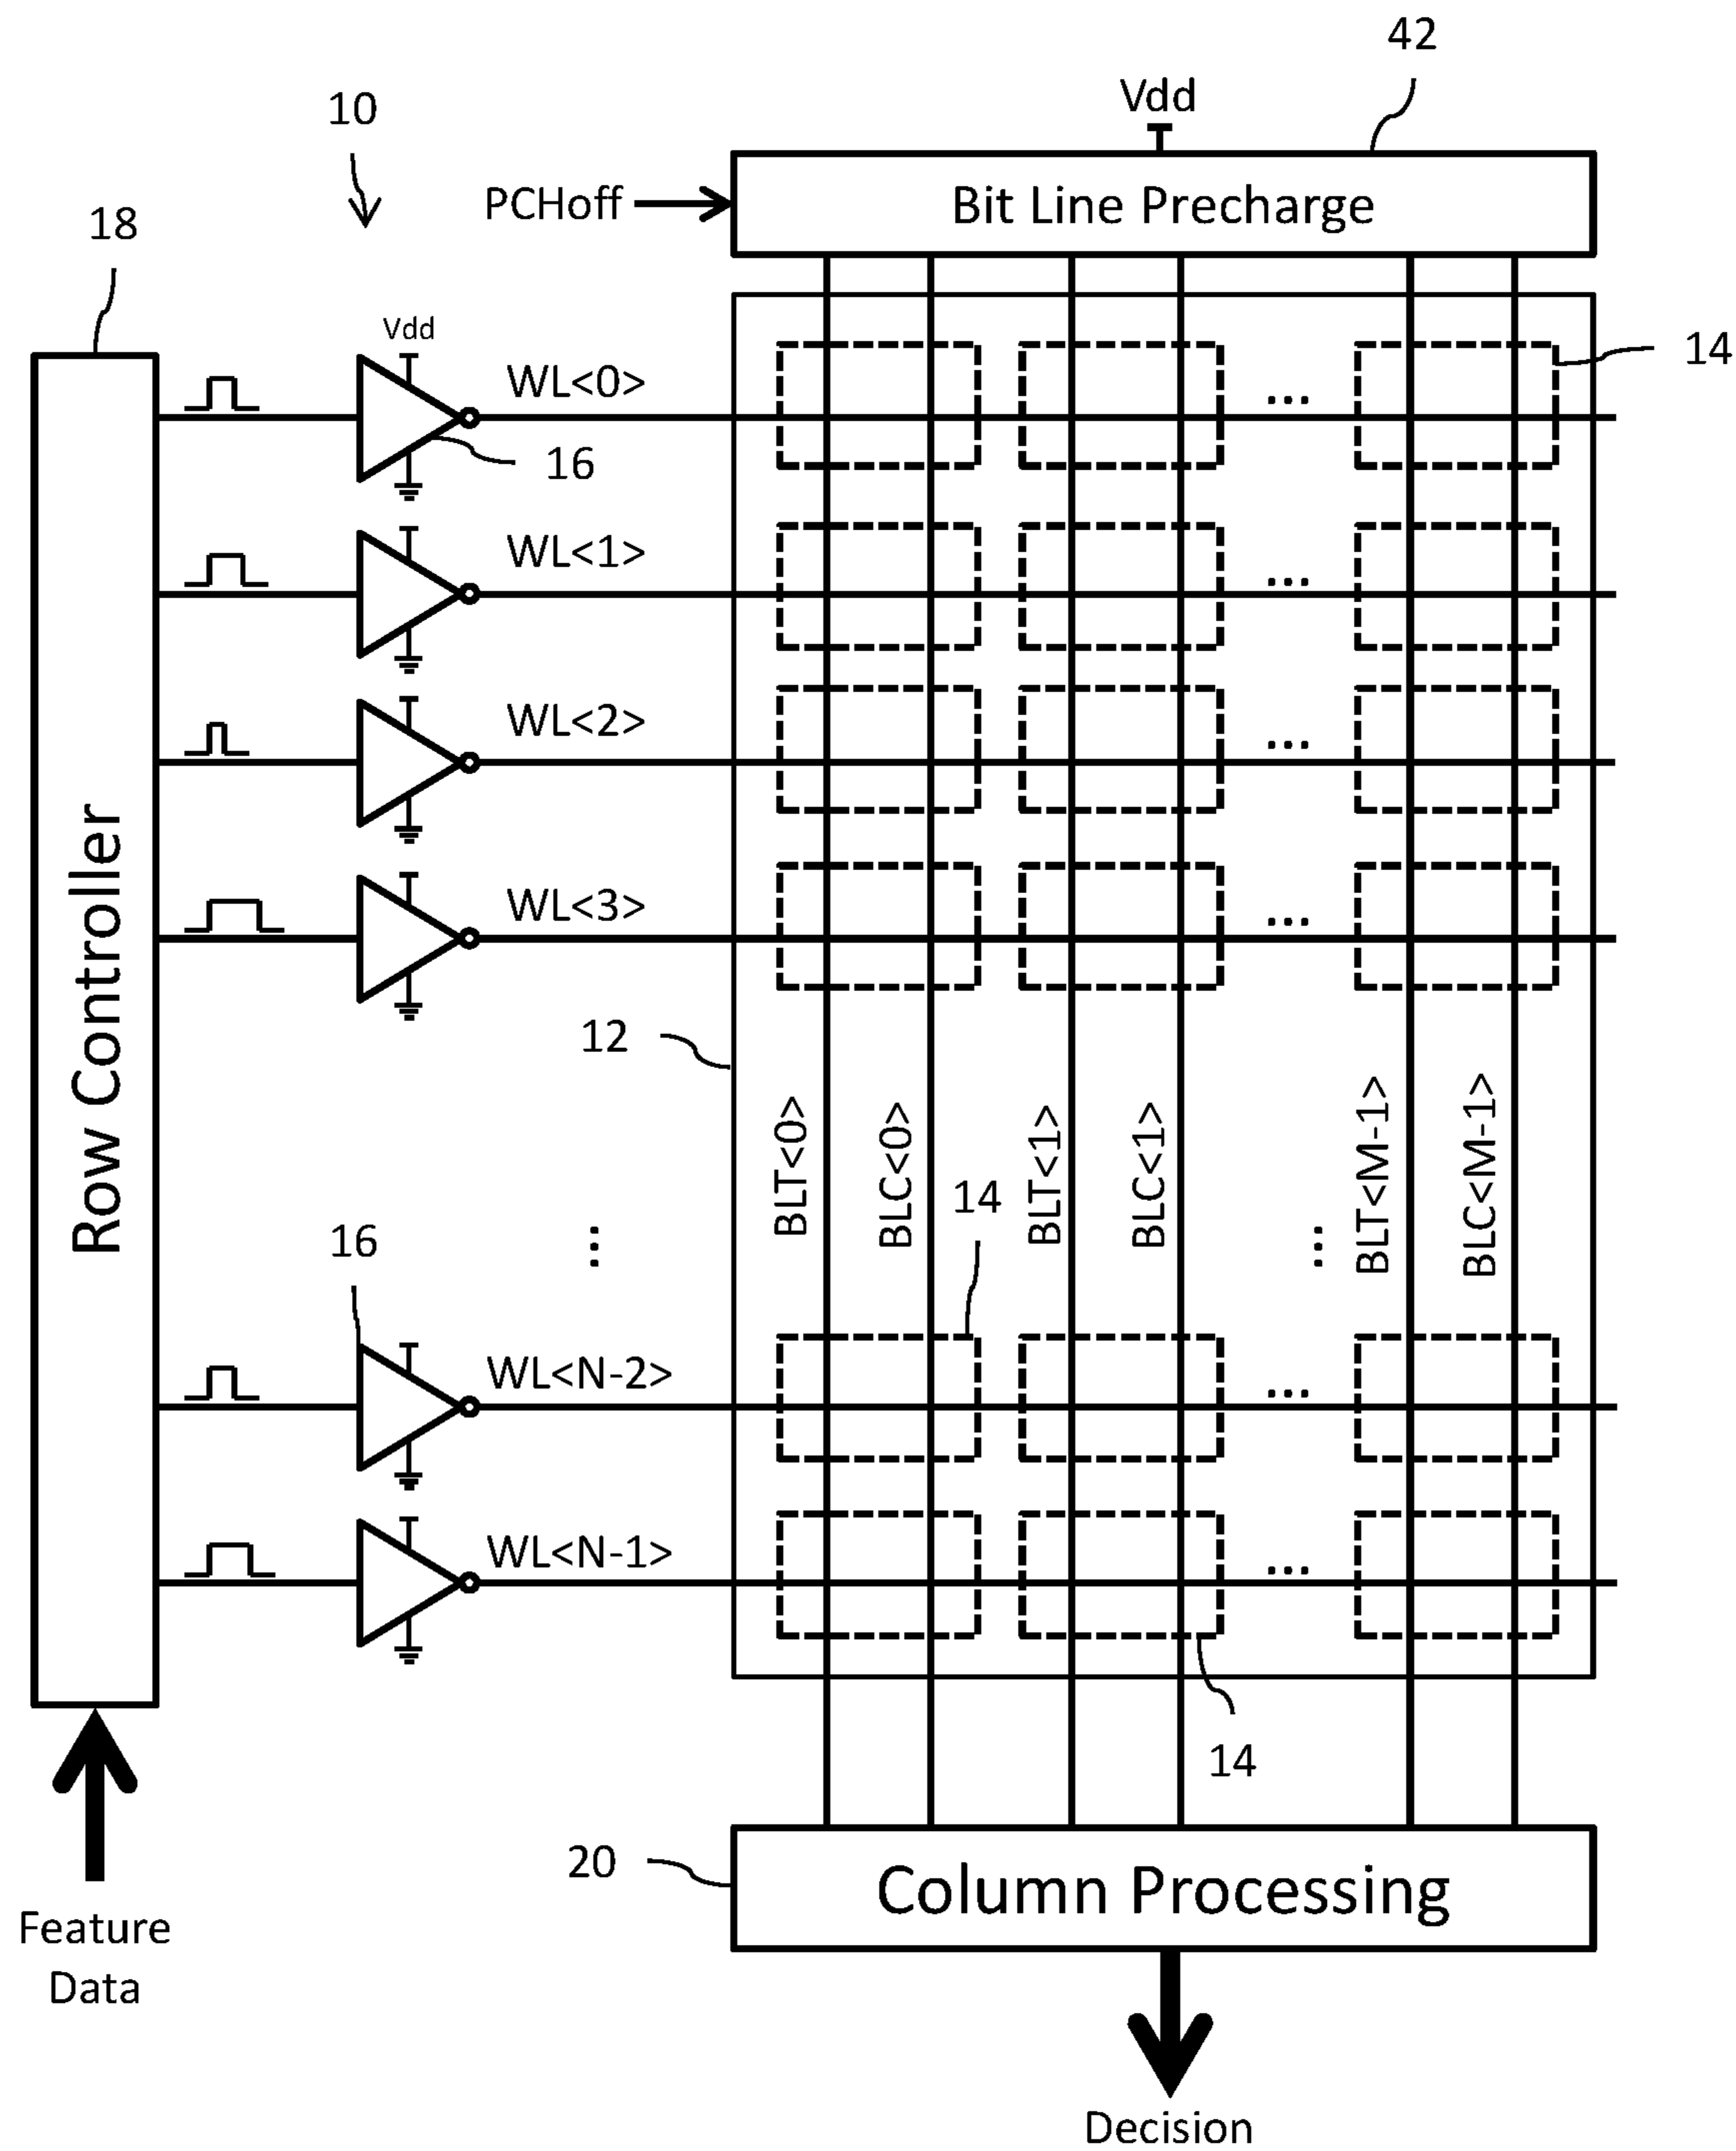 42
Vdd
10
PCHoff
Bit Line Precharge
18
Vdd
14
WL<0>
16
...
WL<1>
...
WL<2>
...
WL<3>
...
Row Controller
12
BLT<0>
BLC<0>
BLT<1>
BLC<1>
BLT<M-1>
BLC<M-1>
14
16
...
...
WL<N-2>
...
WL<N-1>
...
14
20
Column Processing
Feature
Data
Decision